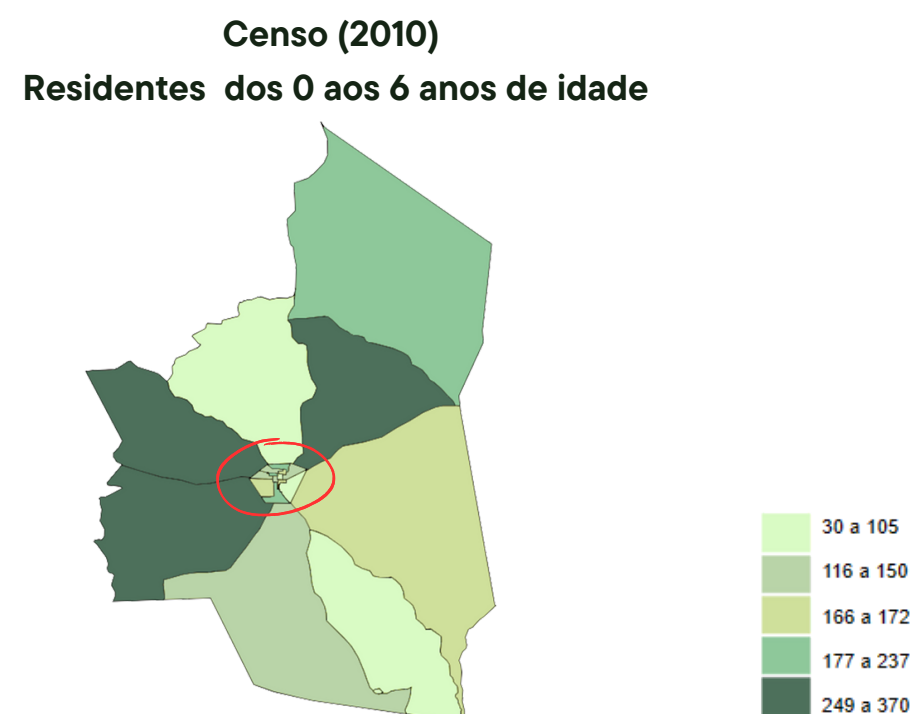 Censo (2010)
Residentes dos 0 aos 6 anos de idade
30 a 105
116 a 150
166 a 172
177 a 237
249 a 370